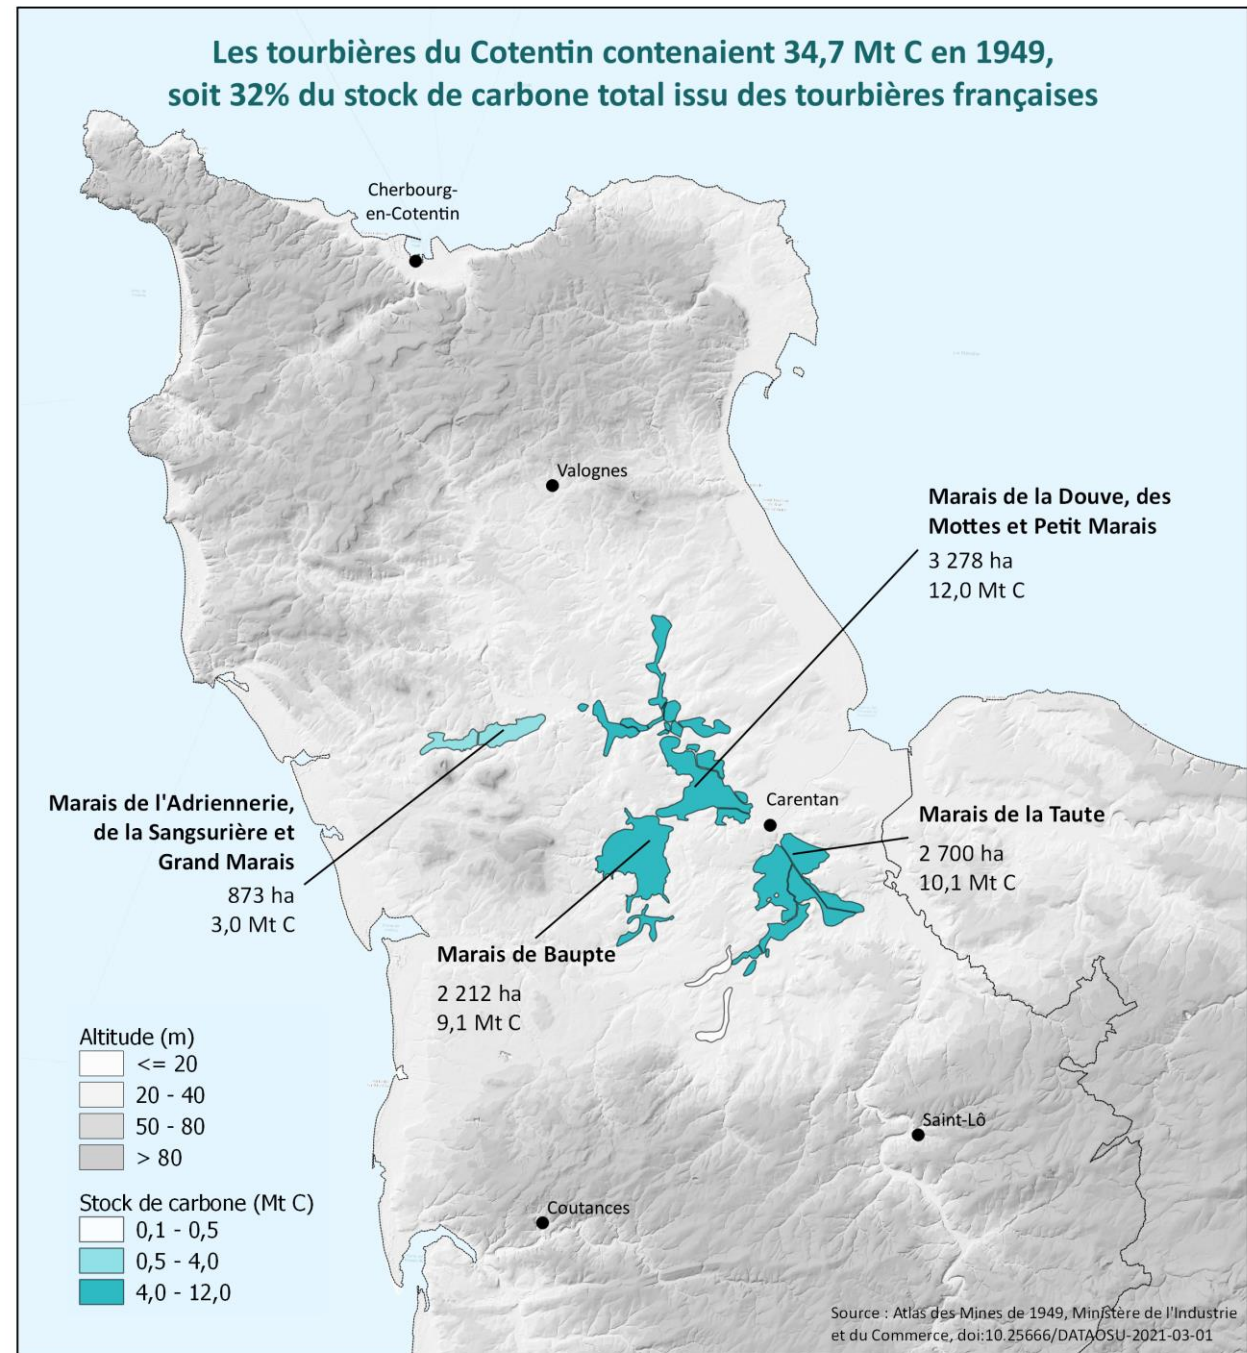 Les tourbières du Cotentin contenaient 34,7 Mt C en 1949,
soit 32% du stock de carbone total issu des tourbières françaises
Cherbourg-
en-Cotentin
Valognes
Marais de la Douve, des
Mottes et Petit Marais
3 278 ha
12,0 Mt C
Marais de l'Adriennerie,
de la Sangsurière et
Grand Marais
873 ha
3,0 Mt C
Carentan
Marais de la Taute
2 700 ha
10,1 Mt C
Marais de Baupte
2 212 ha
9,1 Mt C
Altitude (m)
<= 20
20 - 40
50 - 80
> 80
Stock de carbone (Mt C)
0,1 - 0,5
0,5 - 4,0
4,0 - 12,0
Saint-Lô
Coutances
Source : Atlas des Mines de 1949, Ministère de l'Industrie
et du Commerce, doi:10.25666/DATAOSU-2021-03-01